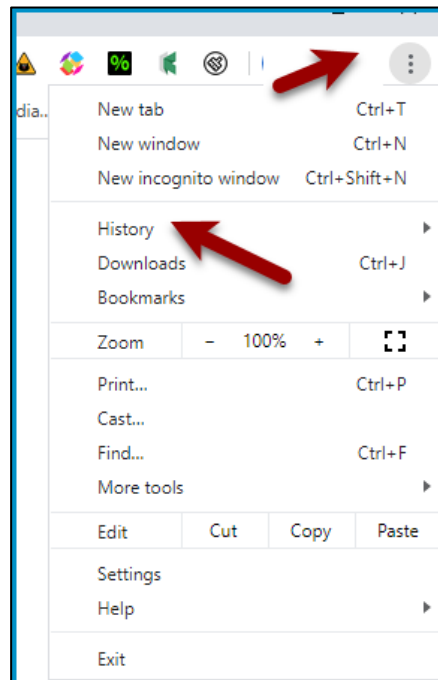 %
dia..
New tab Ctrl+T
New window Ctrl+N
New incognito window Ctrl+Shift+N
History
Downloads Ctrl+J
Bookmarks
Zoom - 100% +
Print... Ctrl+P
Cast...
Find... Ctrl+F
More tools
Edit Cut Copy Paste
Settings
Help
Exit